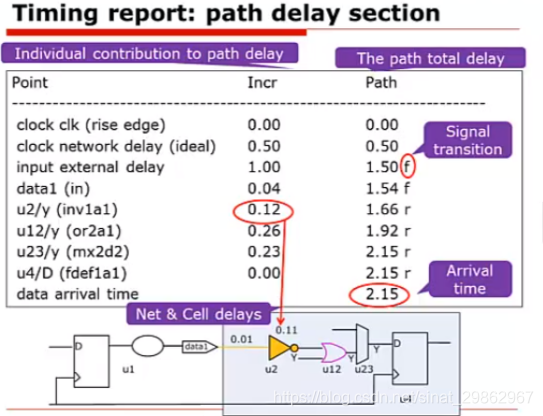 Timing report: path delay section
Individual contribution to path delay
The path total delay
Point Incr Path
clock clk (rise edge) 0.00 0.00
clock network delay (ideal) 0.50 0.50
input external delay 1.00 1.50 f
Signal transition
data1 (in) 0.04 1.54 f
u2/y (inv1a1) 0.12 1.66 r
u12/y (or2a1) 0.26 1.92 r
u23/y (mx2d2) 0.23 2.15 r
u4/D (fdef1a1) 0.00 2.15 r
data arrival time 2.15
Arrival time
Net & Cell delays
D u1 data1 0.01 0.11 Y u2 Y u12 Y u23 D u4
https://blog.csdn.net/sinat_29862967